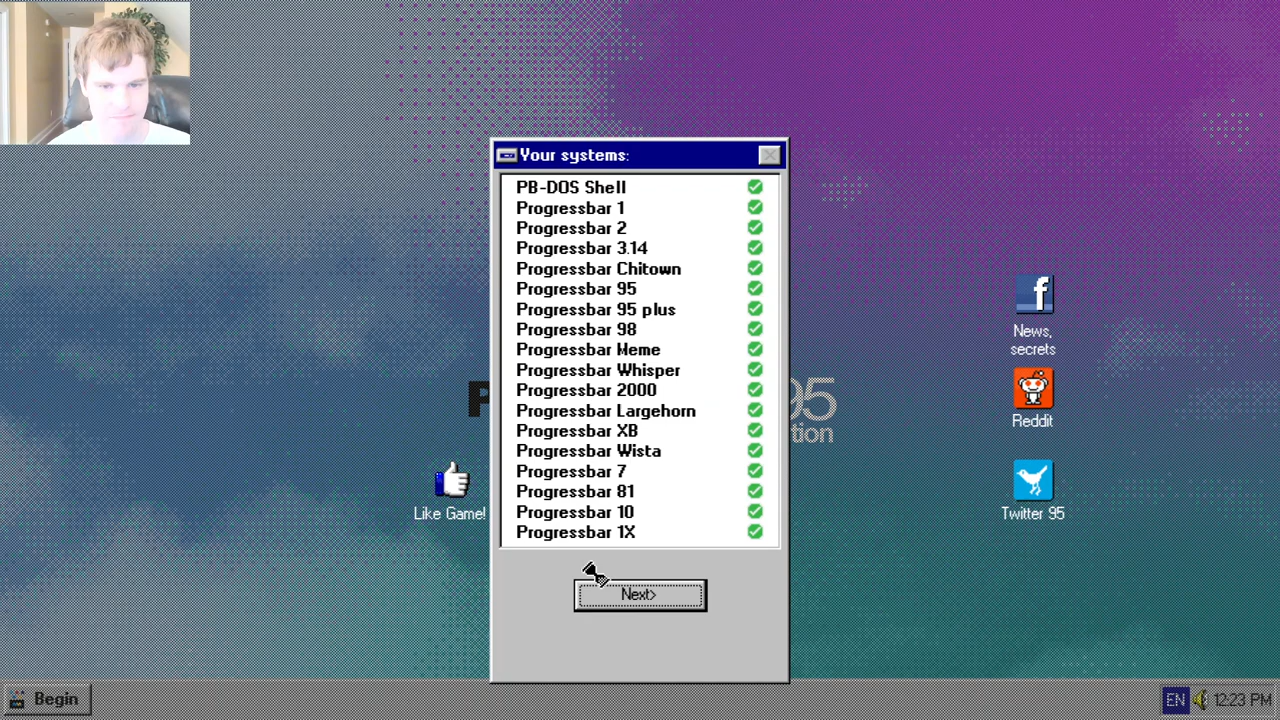 Your systems:
PB-DOS Shell
Progressbar 1
Progressbar 2
Progressbar 3.14
Progressbar Chitown
Progressbar 95
Progressbar 95 plus
Progressbar 98
Progressbar Meme
Progressbar Whisper
Progressbar 2000
Progressbar Largehorn
Progressbar XB
Progressbar Wista
Progressbar 7
Progressbar 81
Progressbar 10
Progressbar 1X
Next>
P
95
tion
Like Game!
News,
secrets
Reddit
Twitter 95
Begin
EN
12:23 PM